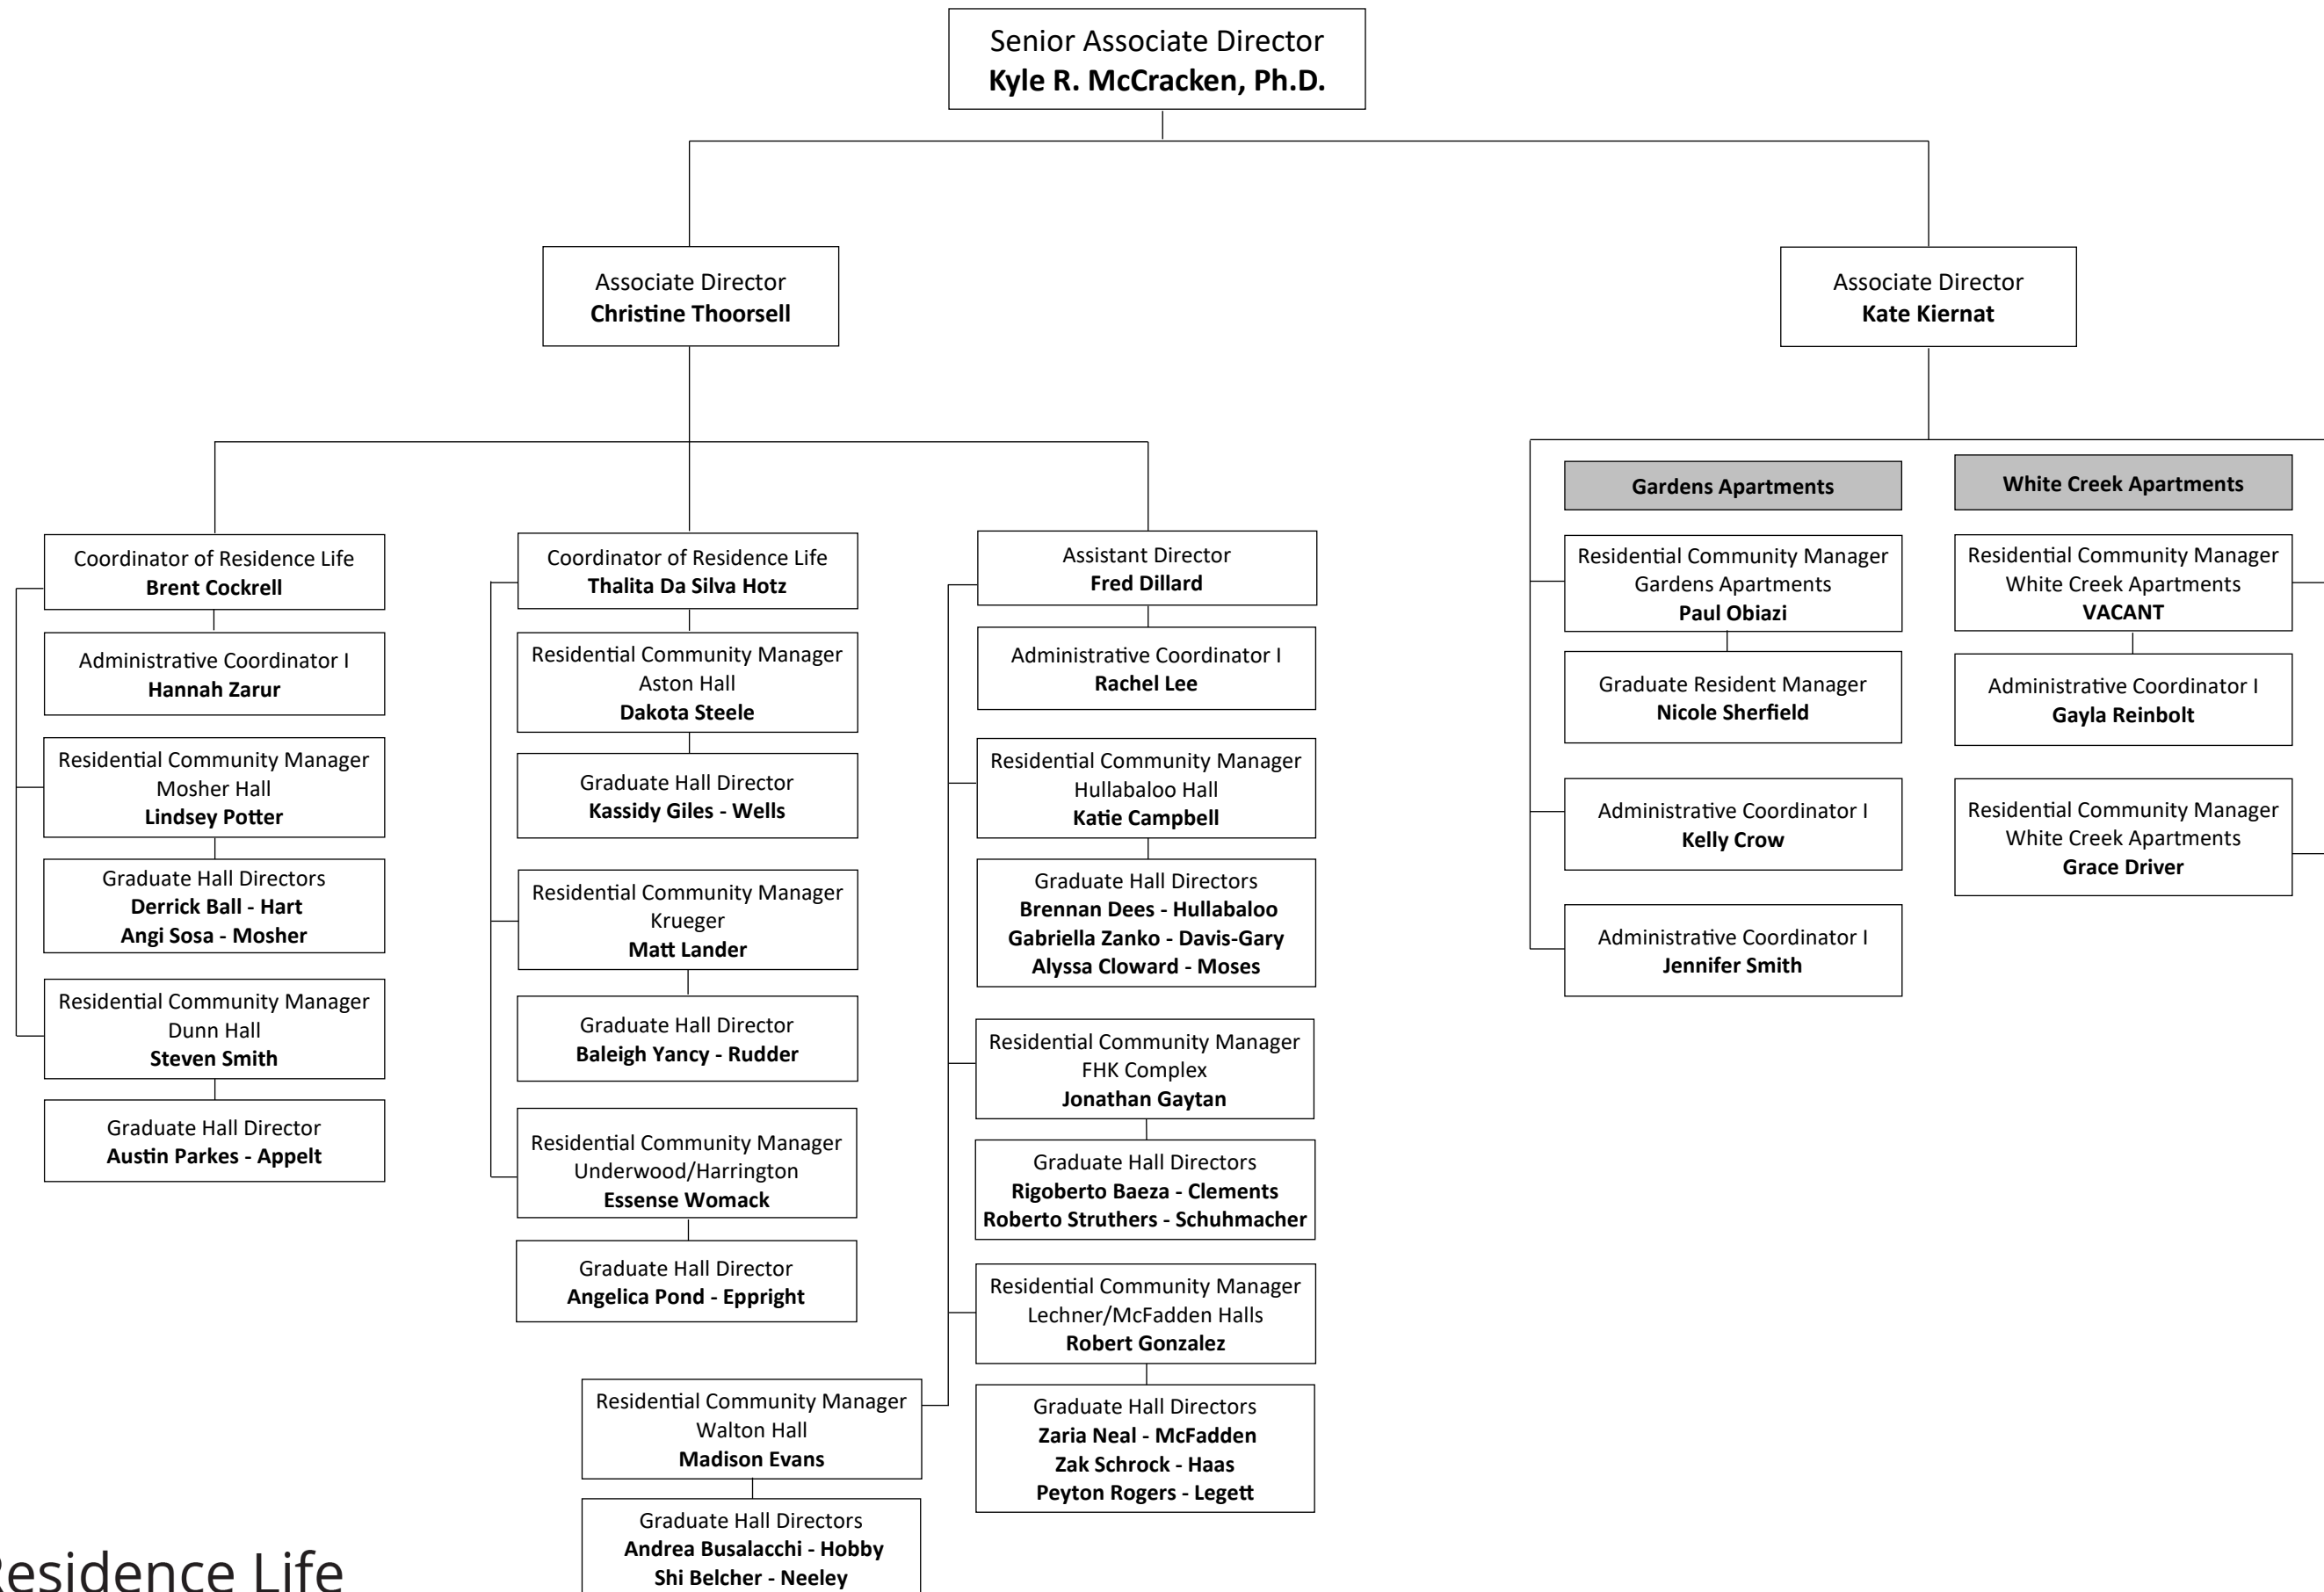 Senior Associate Director
Kyle R. McCracken, Ph.D.
Associate Director
Christine Thoorsell
Associate Director
Kate Kiernat
Coordinator of Residence Life
Brent Cockrell
Administrative Coordinator I
Hannah Zarur
Residential Community Manager
Mosher Hall
Lindsey Potter
Graduate Hall Directors
Derrick Ball - Hart
Angi Sosa - Mosher
Residential Community Manager
Dunn Hall
Steven Smith
Graduate Hall Director
Austin Parkes - Appelt
Coordinator of Residence Life
Thalita Da Silva Hotz
Residential Community Manager
Aston Hall
Dakota Steele
Graduate Hall Director
Kassidy Giles - Wells
Residential Community Manager
Krueger
Matt Lander
Graduate Hall Director
Baleigh Yancy - Rudder
Residential Community Manager
Underwood/Harrington
Essense Womack
Graduate Hall Director
Angelica Pond - Eppright
Assistant Director
Fred Dillard
Administrative Coordinator I
Rachel Lee
Residential Community Manager
Hullabaloo Hall
Katie Campbell
Graduate Hall Directors
Brennan Dees - Hullabaloo
Gabriella Zanko - Davis-Gary
Alyssa Cloward - Moses
Residential Community Manager
FHK Complex
Jonathan Gaytan
Graduate Hall Directors
Rigoberto Baeza - Clements
Roberto Struthers - Schuhmacher
Residential Community Manager
Lechner/McFadden Halls
Robert Gonzalez
Graduate Hall Directors
Zaria Neal - McFadden
Zak Schrock - Haas
Peyton Rogers - Legett
Residential Community Manager
Walton Hall
Madison Evans
Graduate Hall Directors
Andrea Busalacchi - Hobby
Shi Belcher - Neeley
Gardens Apartments
Residential Community Manager
Gardens Apartments
Paul Obiazi
Graduate Resident Manager
Nicole Sherfield
Administrative Coordinator I
Kelly Crow
Administrative Coordinator I
Jennifer Smith
White Creek Apartments
Residential Community Manager
White Creek Apartments
VACANT
Administrative Coordinator I
Gayla Reinbolt
Residential Community Manager
White Creek Apartments
Grace Driver
Residence Life